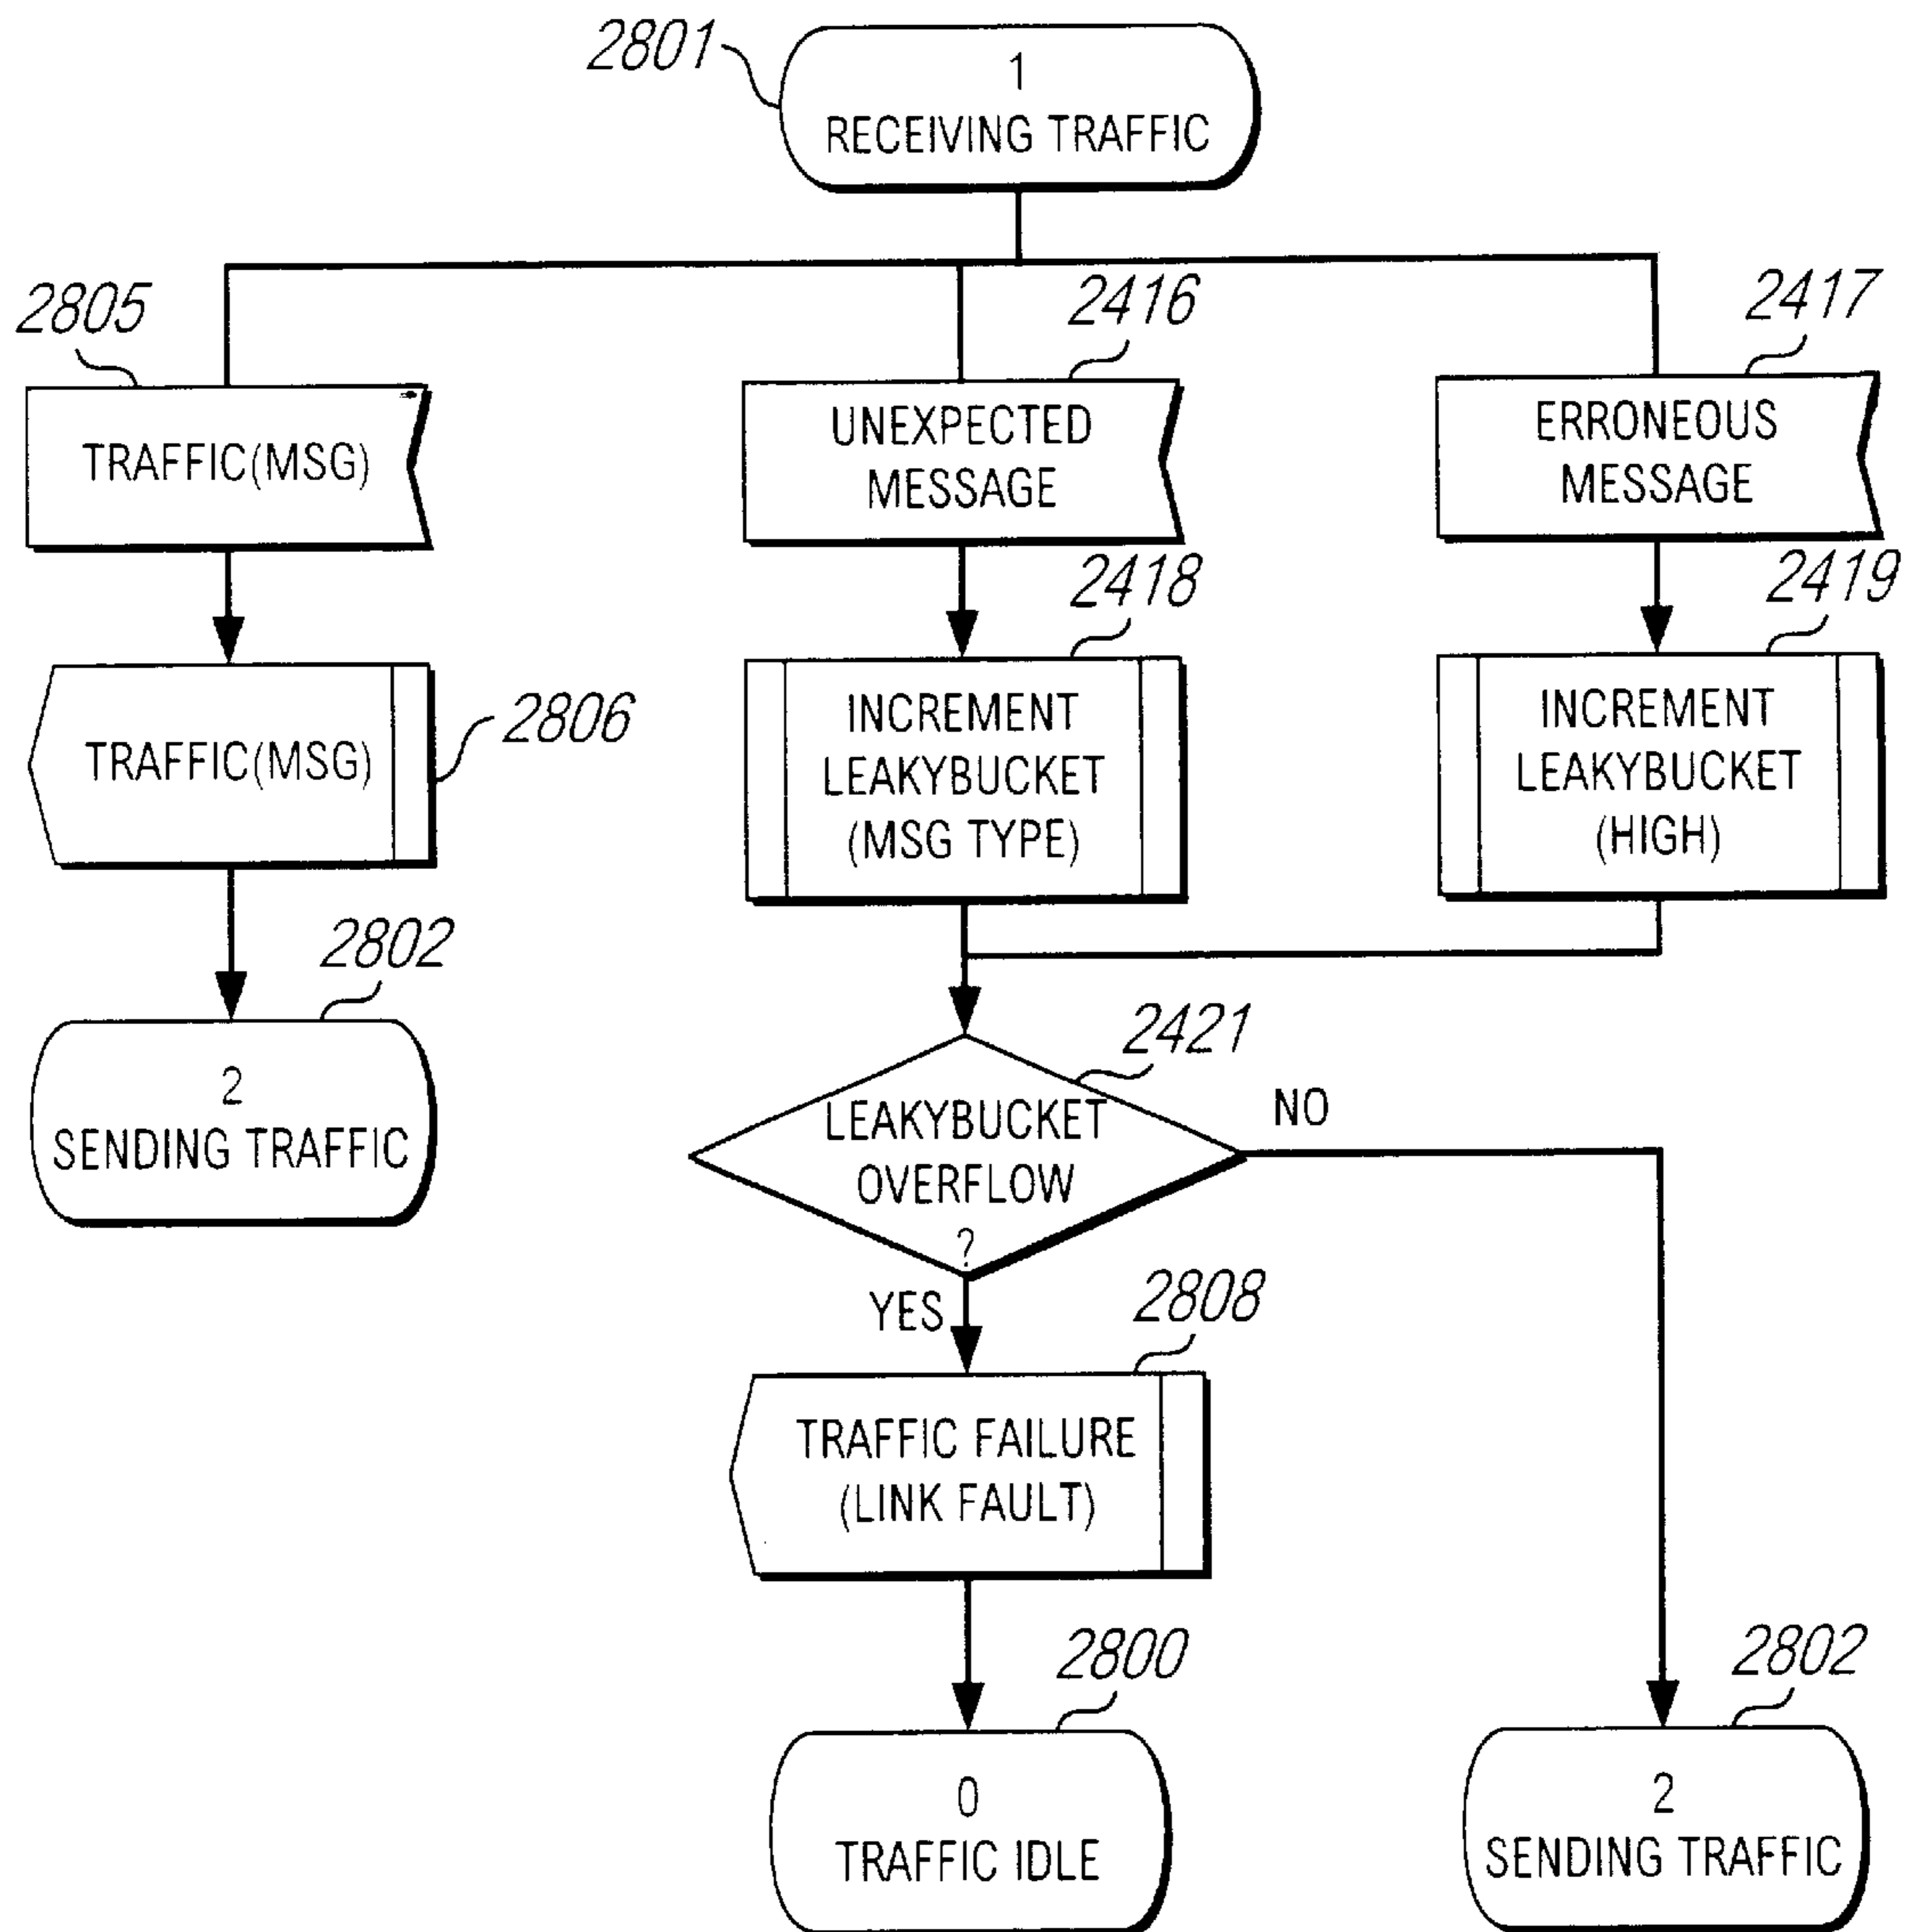 2801
1
RECEIVING TRAFFIC
2805
2416
2417
TRAFFIC(MSG)
UNEXPECTED
MESSAGE
ERRONEOUS
MESSAGE
2418
2419
TRAFFIC(MSG)
2806
INCREMENT
LEAKYBUCKET
(MSG TYPE)
INCREMENT
LEAKYBUCKET
(HIGH)
2802
2
SENDING TRAFFIC
2421
LEAKYBUCKET
OVERFLOW
?
NO
YES
2808
TRAFFIC FAILURE
(LINK FAULT)
2800
2802
0
TRAFFIC IDLE
2
SENDING TRAFFIC